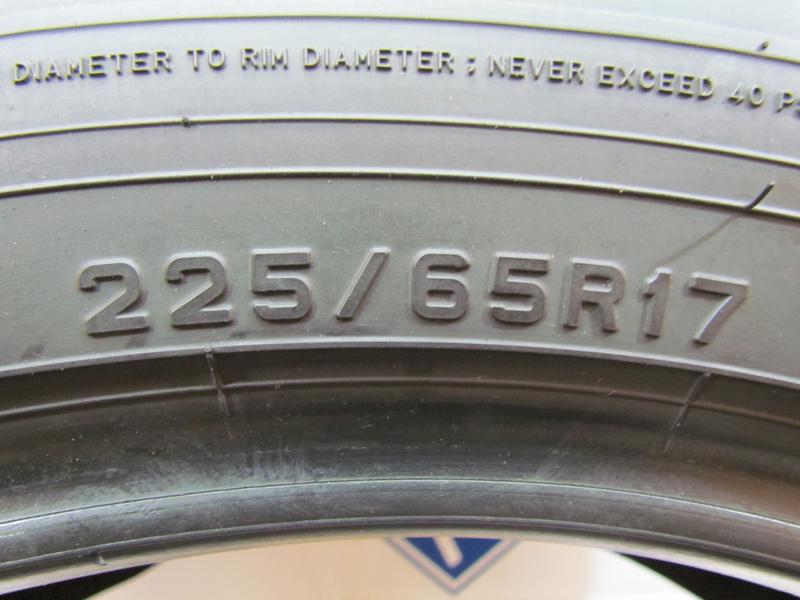 DIAMETER TO RIM DIAMETER ; NEVER EXCEED 40 P
225/65R17